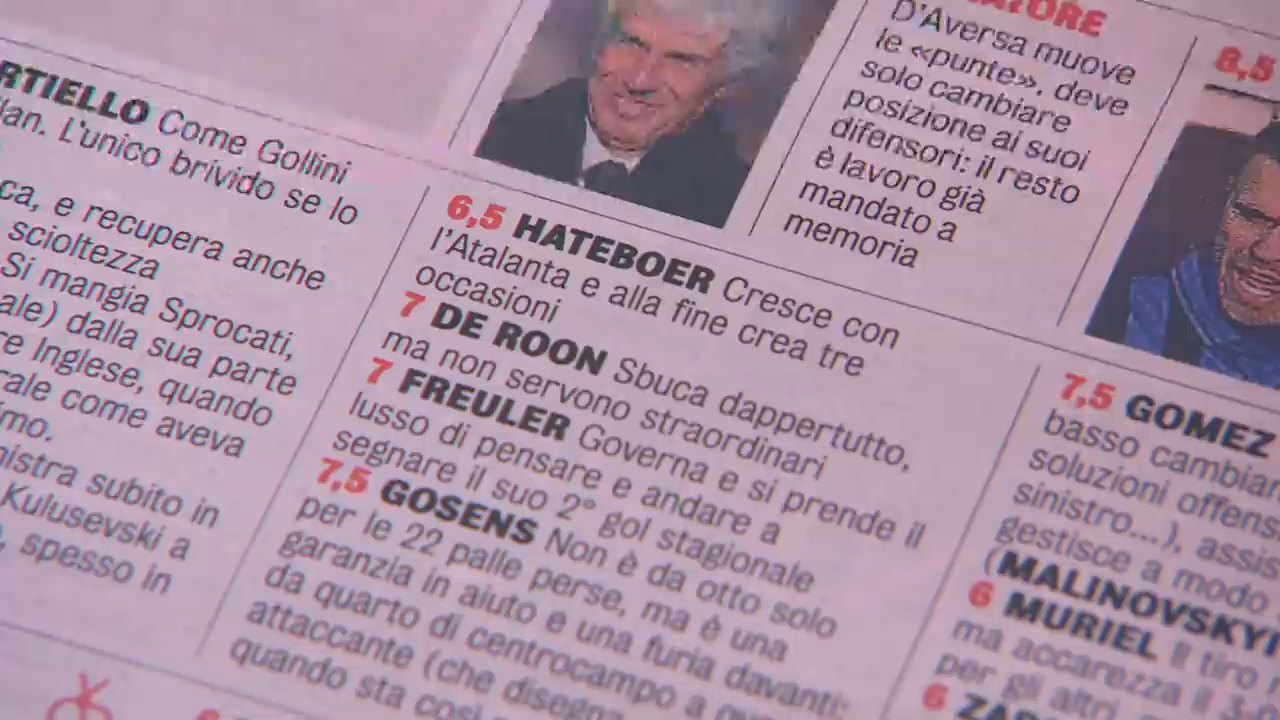 RTIELLO Come Gollini
lan. L'unico brivido se lo
ca, e recupera anche
scioltezza
Si mangia Sprocati,
ale) dalla sua parte
re Inglese, quando
rale come aveva
imo.
nistra subito in
Kulusevski a
, spesso in
6,5 HATEBOER Cresce con
l'Atalanta e alla fine crea tre
occasioni
7 DE ROON Sbuca dappertutto,
ma non servono straordinari
7 FREULER Governa e si prende il
lusso di pensare e andare a
segnare il suo 2° gol stagionale
7,5 GOSENS Non è da otto solo
per le 22 palle perse, ma è una
garanzia in aiuto e una furia davanti:
da quarto di centrocampo a
attaccante (che disegna
quando sta così
ATORE
D'Aversa muove
le «punte», deve
solo cambiare
posizione ai suoi
difensori: il resto
è lavoro già
mandato a
memoria
8,5
7,5 GOMEZ
basso cambian
soluzioni offens
sinistro...), assis
gestisce a modo
(MALINOVSKYI
6 MURIEL Il tiro
ma accarezza il 3-0
per gli altri
6 ZAP